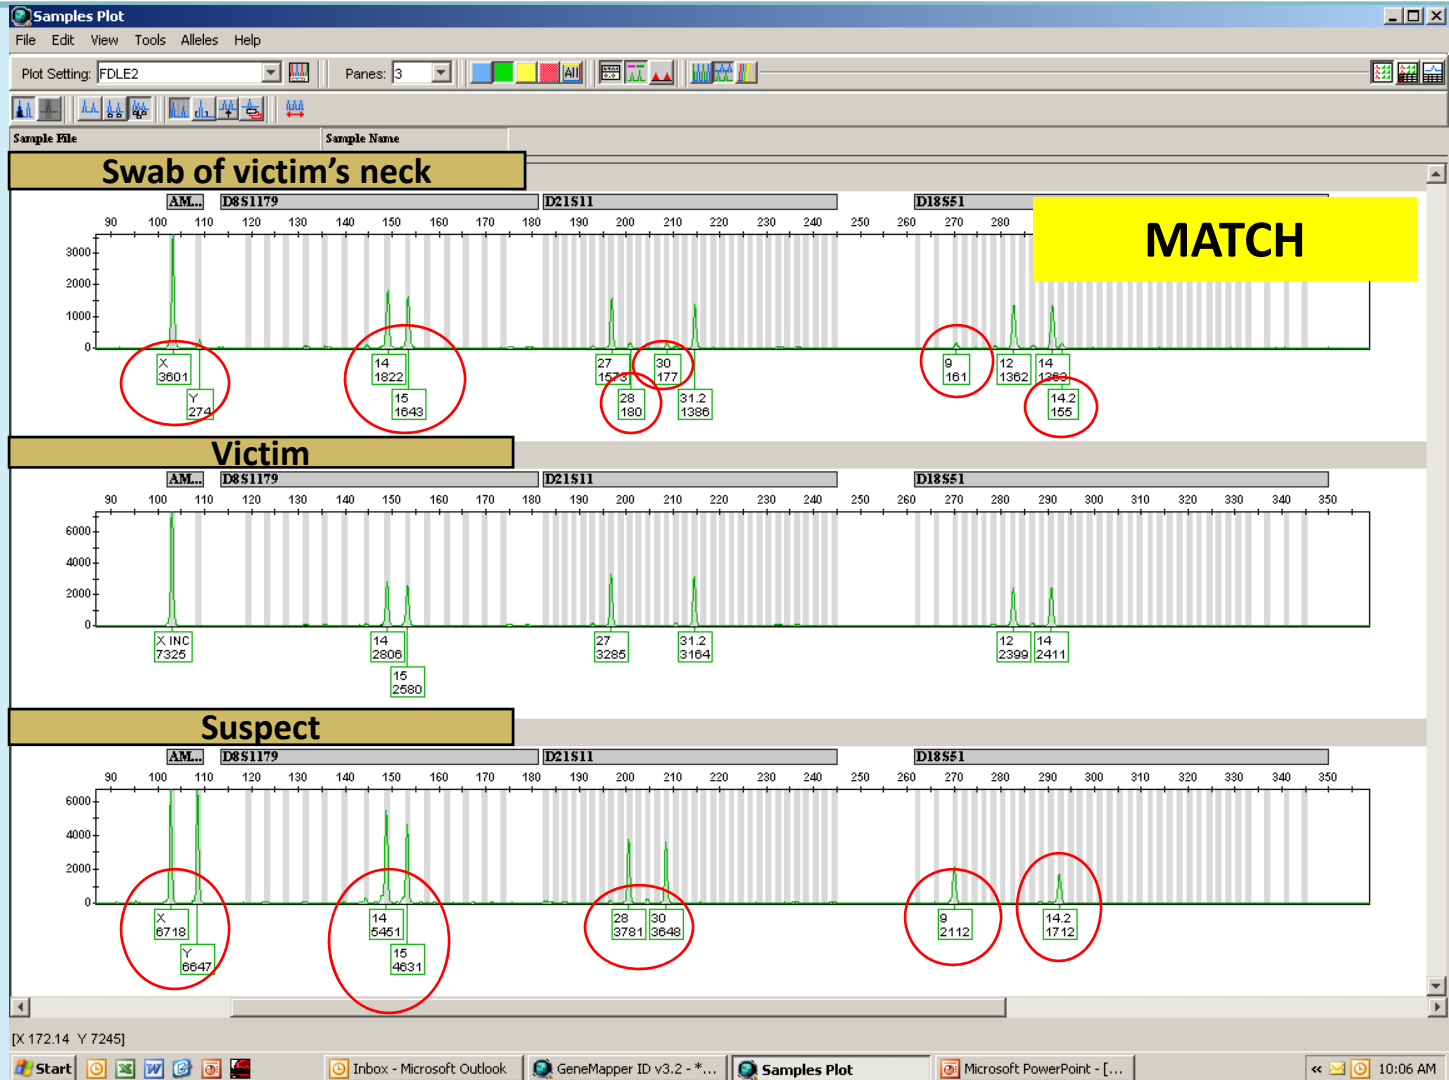 Samples Plot
File Edit View Tools Alleles Help
Plot Setting: FDLE2 Panes: 3 All
Sample File Sample Name
Swab of victim's neck
AM... D8S1179 D21S11 D18S51
90 100 110 120 130 140 150 160 170 180 190 200 210 220 230 240 250 260 270 280
MATCH
3000
2000
1000
0
X 14 27 30 9 12 14
3601 1822 1573 177 161 1362 1363
Y 15 28 31.2 14.2
274 1643 180 1386 155
Victim
AM... D8S1179 D21S11 D18S51
90 100 110 120 130 140 150 160 170 180 190 200 210 220 230 240 250 260 270 280 290 300 310 320 330 340 350
6000
4000
2000
0
X INC 14 27 31.2 12 14
7325 2806 3285 3164 2399 2411
15
2580
Suspect
AM... D8S1179 D21S11 D18S51
90 100 110 120 130 140 150 160 170 180 190 200 210 220 230 240 250 260 270 280 290 300 310 320 330 340 350
6000
4000
2000
0
X 14 28 30 9 14.2
6718 5451 3781 3648 2112 1712
Y 15
6647 4631
[X 172.14 Y 7245]
Start Inbox - Microsoft Outlook GeneMapper ID v3.2 - *... Samples Plot Microsoft PowerPoint - [... « 10:06 AM